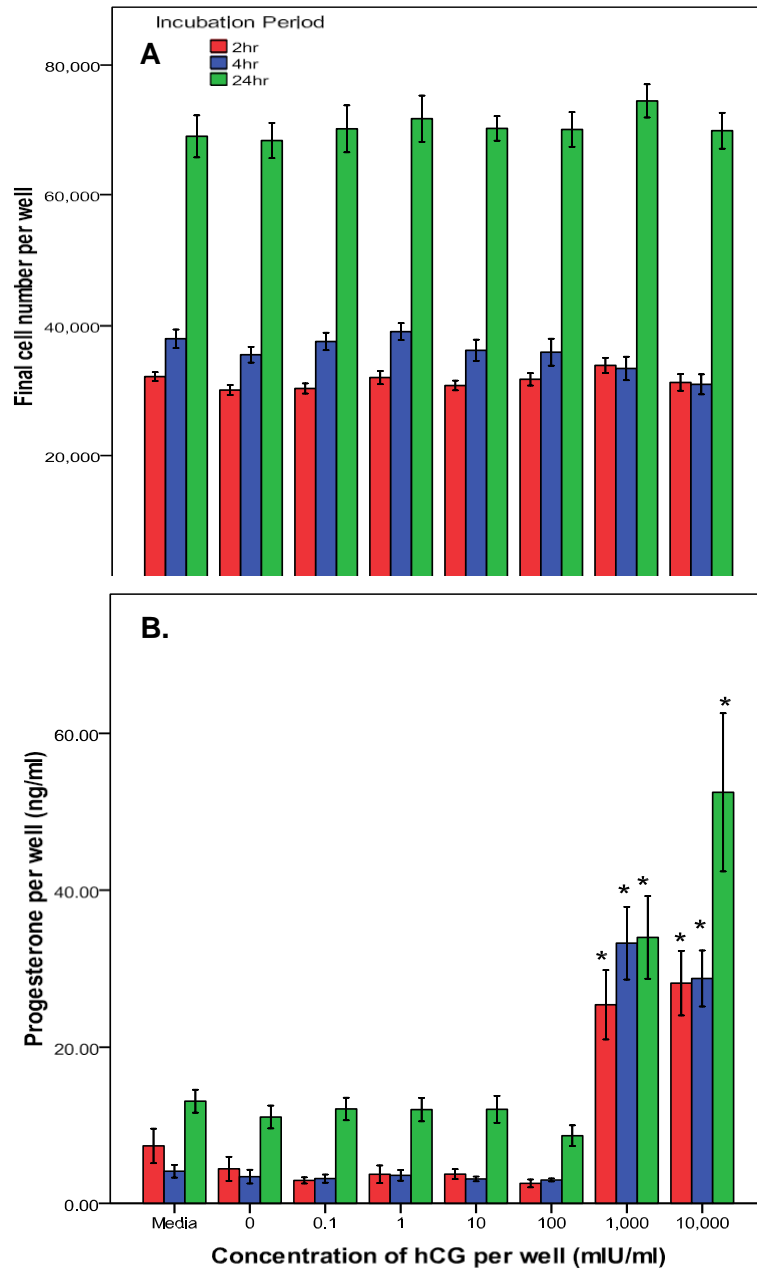 Incubation Period
A
2hr
4hr
24hr
80,000
60,000
40,000
20,000
Final cell number per well
B.
*
60.00
* * * * *
40.00
20.00
0.00
Progesterone per well (ng/ml)
Media 0 0.1 1 10 100 1,000 10,000
Concentration of hCG per well (mIU/ml)